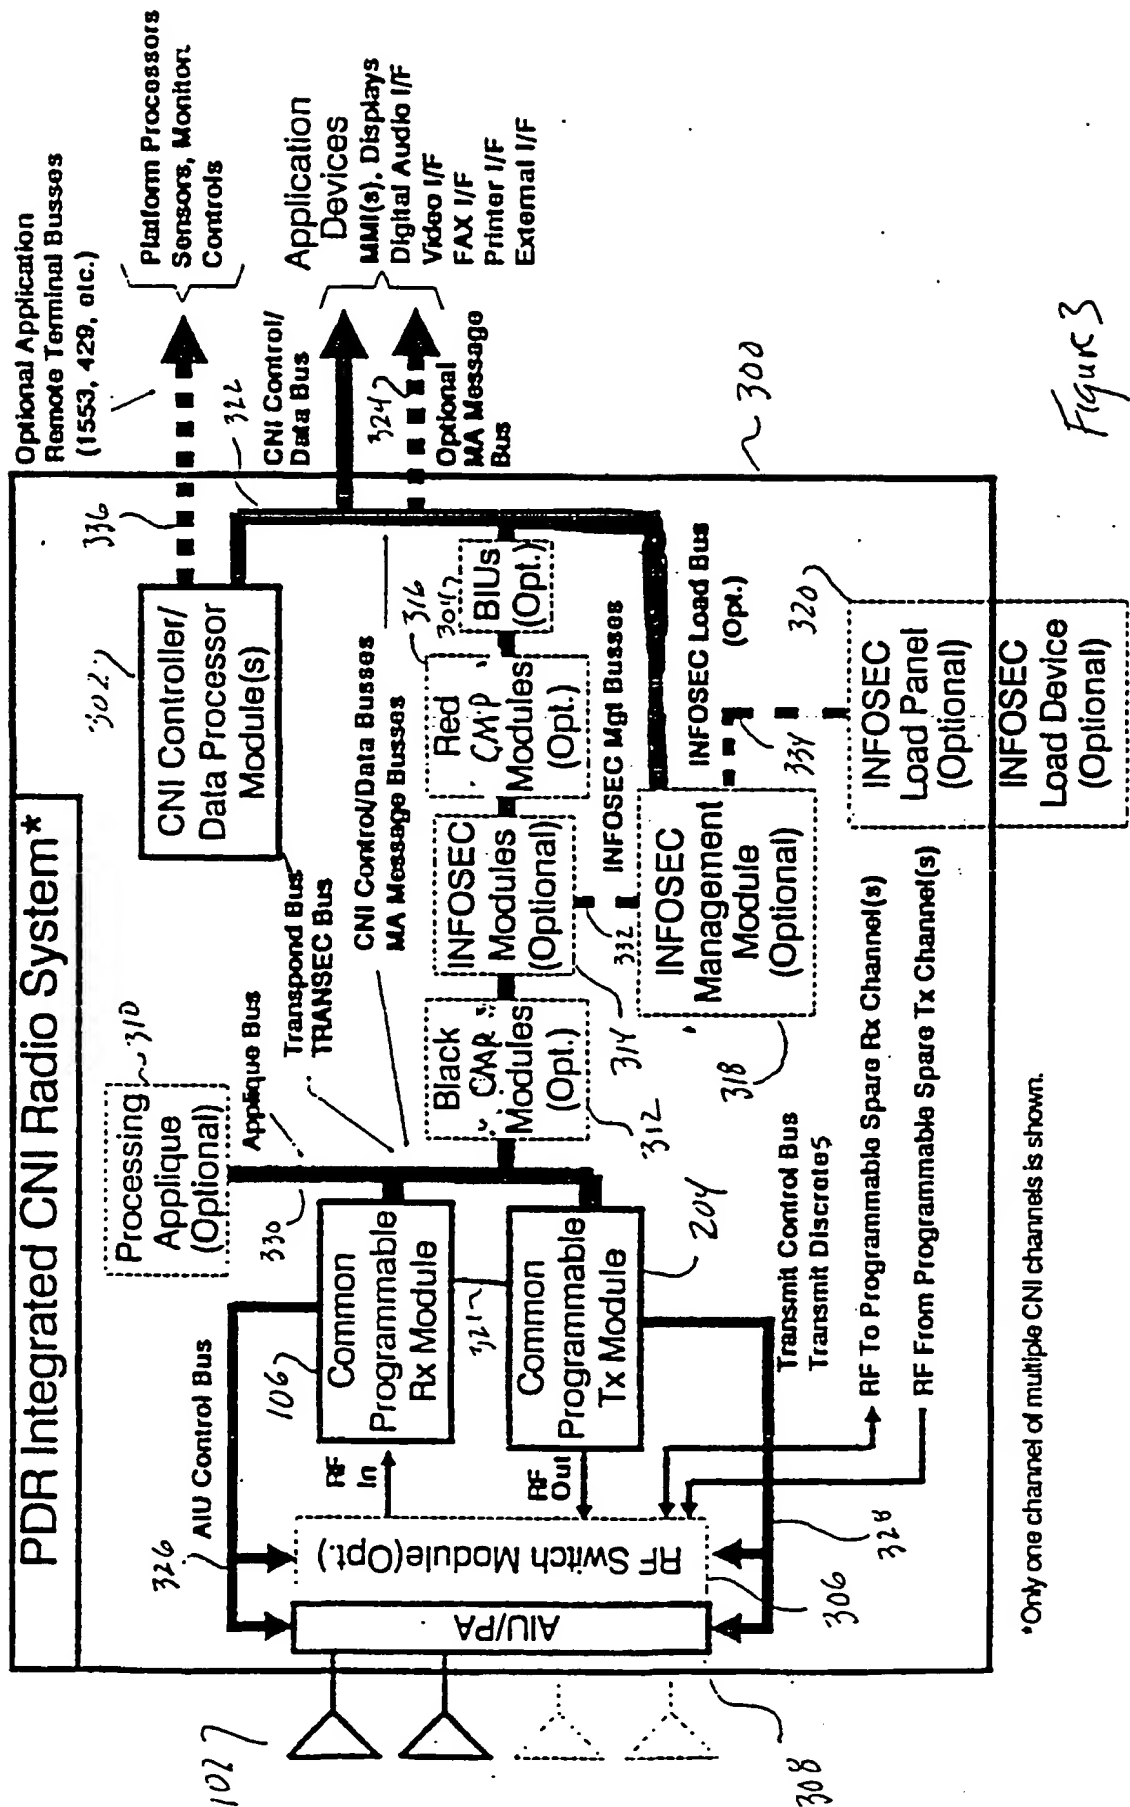 PDR Integrated CNI Radio System*
Optional Application
Remote Terminal Busses
(1553, 429, etc.)
Platform Processors
Sensors, Monitors
Controls
336
302
CNI Controller/
Data Processor
Module(s)
322
CNI Control/
Data Bus
Application
Devices
MMI(s), Displays
Digital Audio I/F
Video I/F
FAX I/F
Printer I/F
External I/F
324
Optional
MA Message
Bus
Transpond Bus
TRANSEC Bus
CNI Control/Data Busses
MA Message Busses
310
Processing
Applique
(Optional)
Applique Bus
330
AIU Control Bus
326
106
Common
Programmable
Rx Module
RF
In
321
Common
Programmable
Tx Module
204
RF
Out
Black
CMP
Modules
(Opt.)
312
INFOSEC
Modules
(Optional)
314
Red
CMP
Modules
(Opt.)
316
304
BIUs
(Opt.)
INFOSEC Mgt Busses
332
INFOSEC
Management
Module
(Optional)
318
INFOSEC Load Bus
(Opt.)
334
320
INFOSEC
Load Panel
(Optional)
INFOSEC
Load Device
(Optional)
300
102
AIU/PA
RF Switch Module(Opt.)
306
308
328
Transmit Control Bus
Transmit Discretes
RF To Programmable Spare Rx Channel(s)
RF From Programmable Spare Tx Channel(s)
*Only one channel of multiple CNI channels is shown.
Figure 3